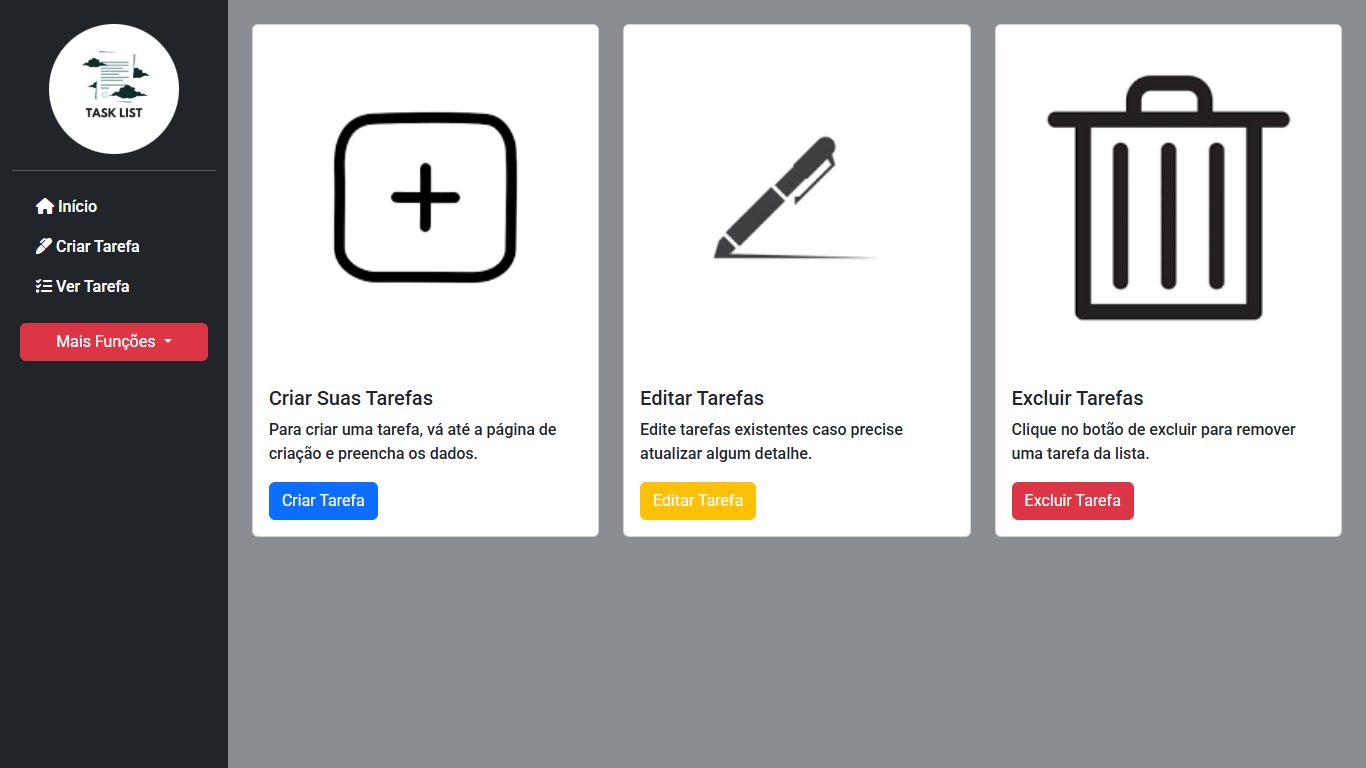 TASK LIST
Início
Criar Tarefa
Ver Tarefa
Mais Funções
Criar Suas Tarefas
Para criar uma tarefa, vá até a página de
criação e preencha os dados.
Criar Tarefa
Editar Tarefas
Edite tarefas existentes caso precise
atualizar algum detalhe.
Editar Tarefa
Excluir Tarefas
Clique no botão de excluir para remover
uma tarefa da lista.
Excluir Tarefa